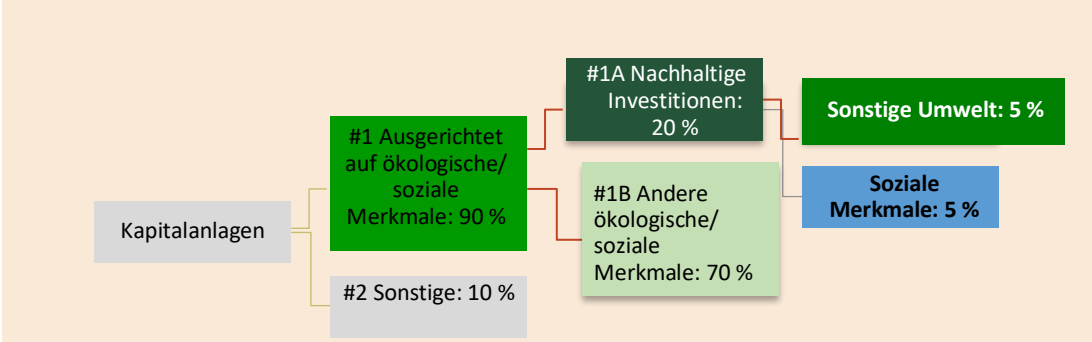 Kapitalanlagen
#1 Ausgerichtet
auf ökologische/
soziale
Merkmale: 90 %
#2 Sonstige: 10 %
#1A Nachhaltige
Investitionen:
20 %
#1B Andere
ökologische/
soziale
Merkmale: 70 %
Sonstige Umwelt: 5 %
Soziale
Merkmale: 5 %